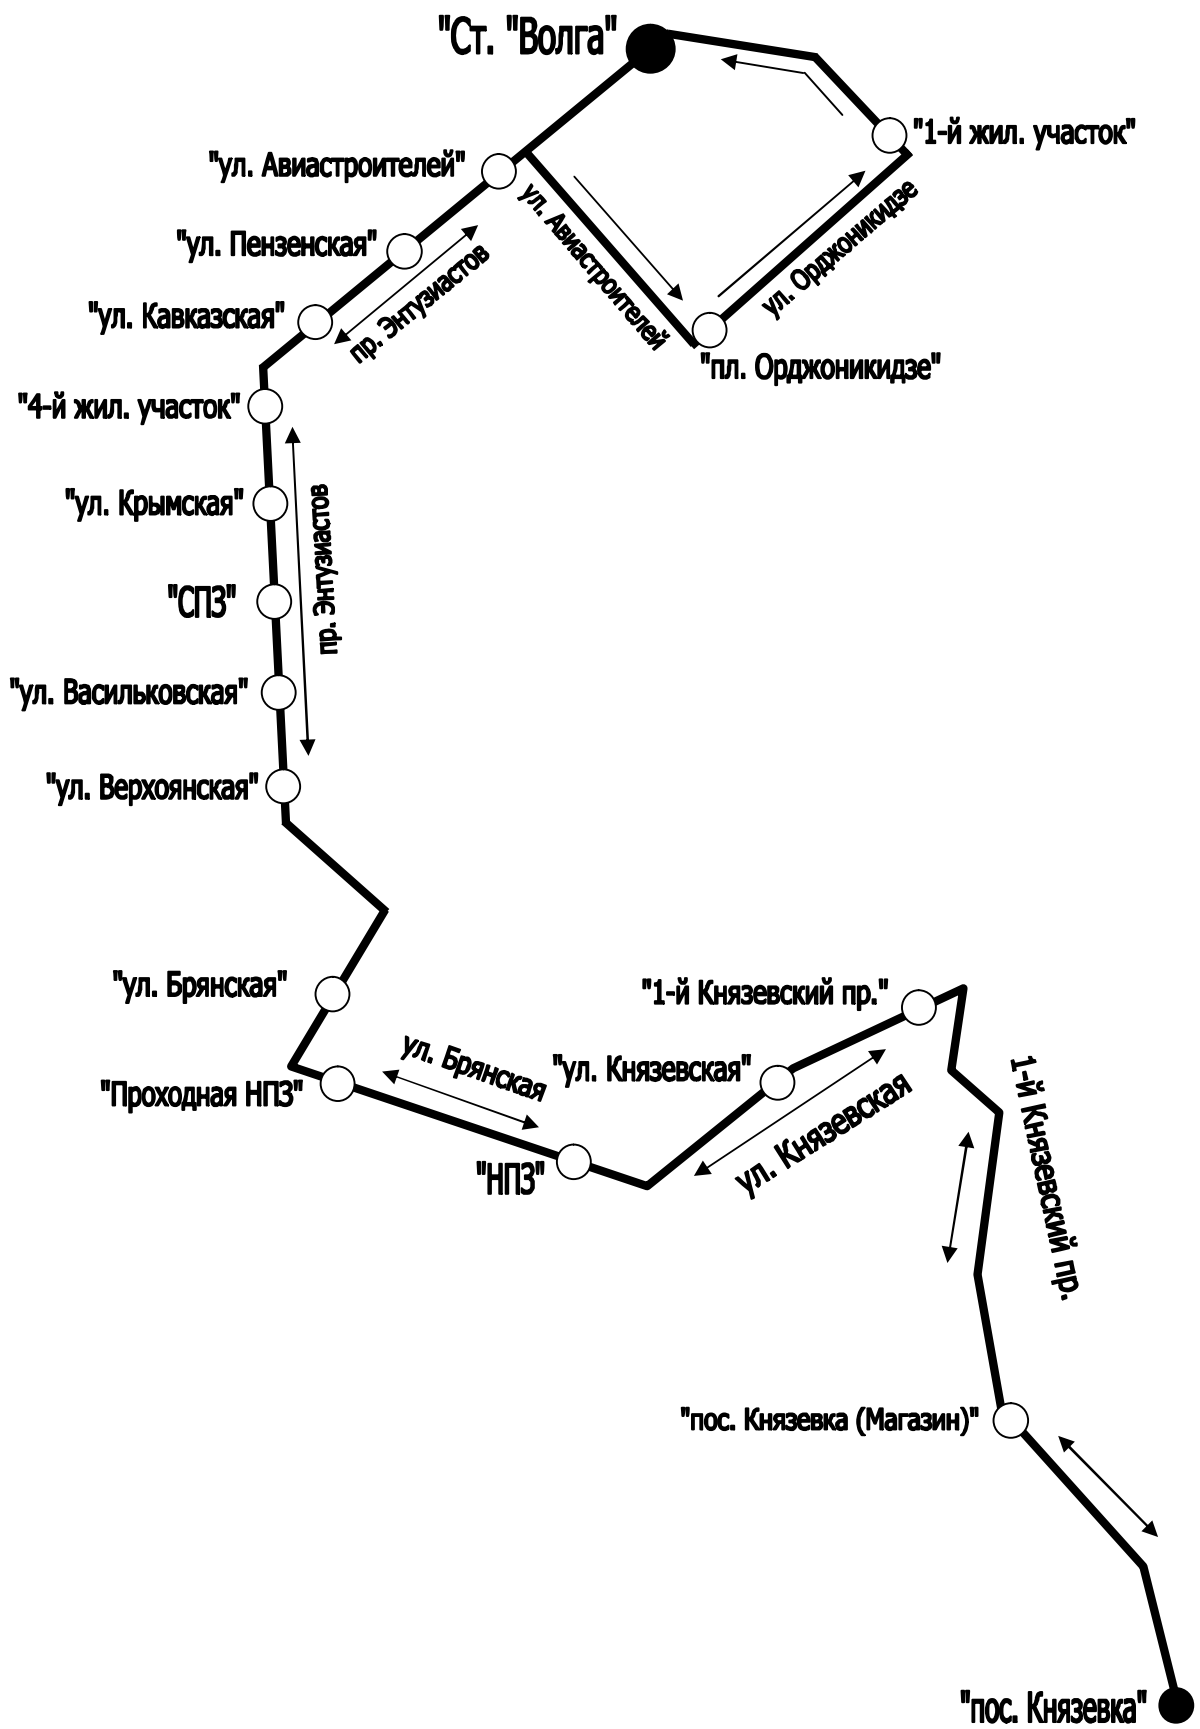 "Ст. "Волга"
"1-й жил. участок"
"ул. Авиастроителей"
ул. Авиастроителей
ул. Орджоникидзе
"ул. Пензенская"
пр. Энтузиастов
"ул. Кавказская"
"пл. Орджоникидзе"
"4-й жил. участок"
"ул. Крымская"
пр. Энтузиастов
"СПЗ"
"ул. Васильковская"
"ул. Верхоянская"
"ул. Брянская"
"1-й Князевский пр."
ул. Брянская
"ул. Князевская"
"Проходная НПЗ"
ул. Князевская
1-й Князевский пр.
"НПЗ"
"пос. Князевка (Магазин)"
"пос. Князевка"